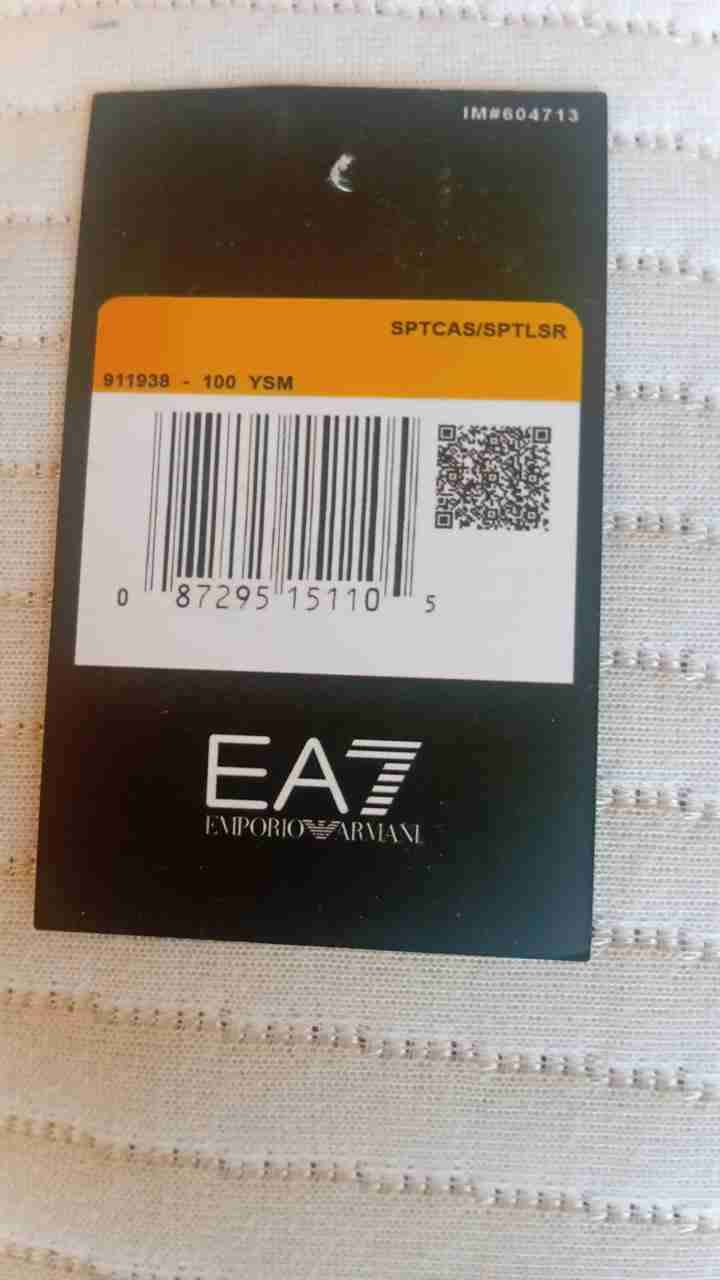 IM#604713
SPTCAS/SPTLSR
911938 - 100 YSM
0 87295 15110 5
EA7
EMPORIO ARMANI